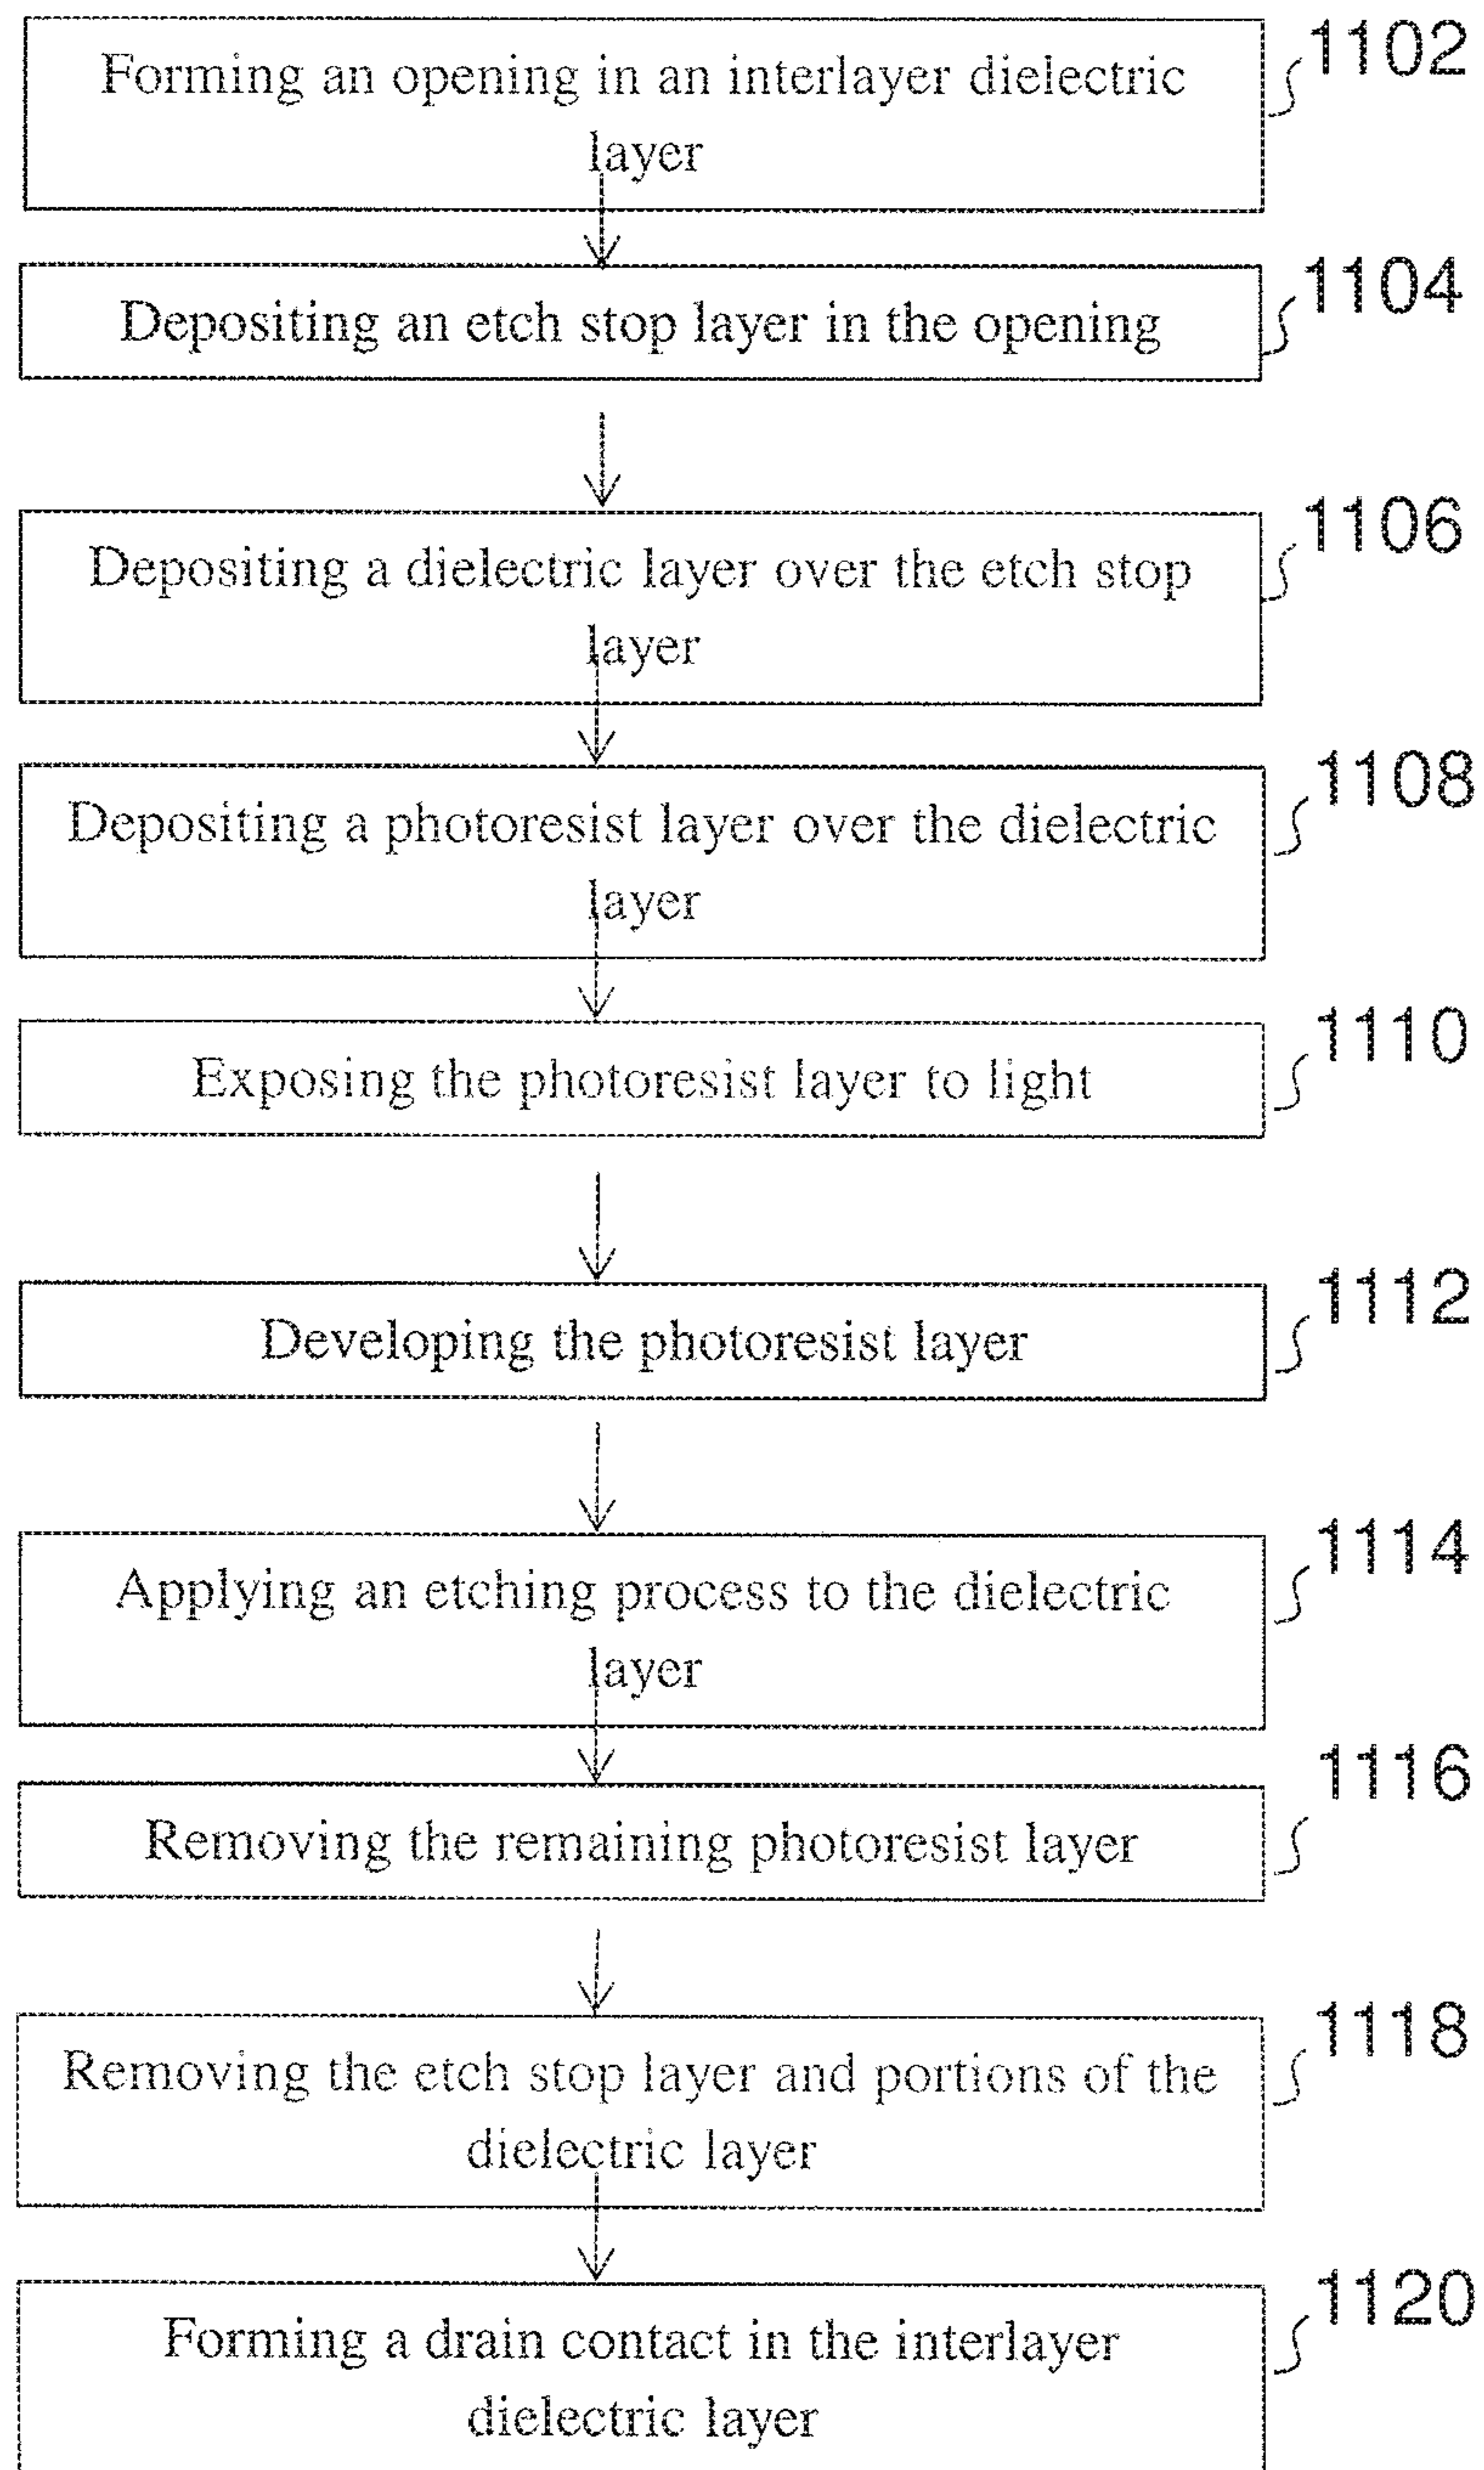 1102
Forming an opening in an interlayer dielectric
layer
1104
Depositing an etch stop layer in the opening
1106
Depositing a dielectric layer over the etch stop
layer
1108
Depositing a photoresist layer over the dielectric
layer
1110
Exposing the photoresist layer to light
1112
Developing the photoresist layer
1114
Applying an etching process to the dielectric
layer
1116
Removing the remaining photoresist layer
1118
Removing the etch stop layer and portions of the
dielectric layer
1120
Forming a drain contact in the interlayer
dielectric layer